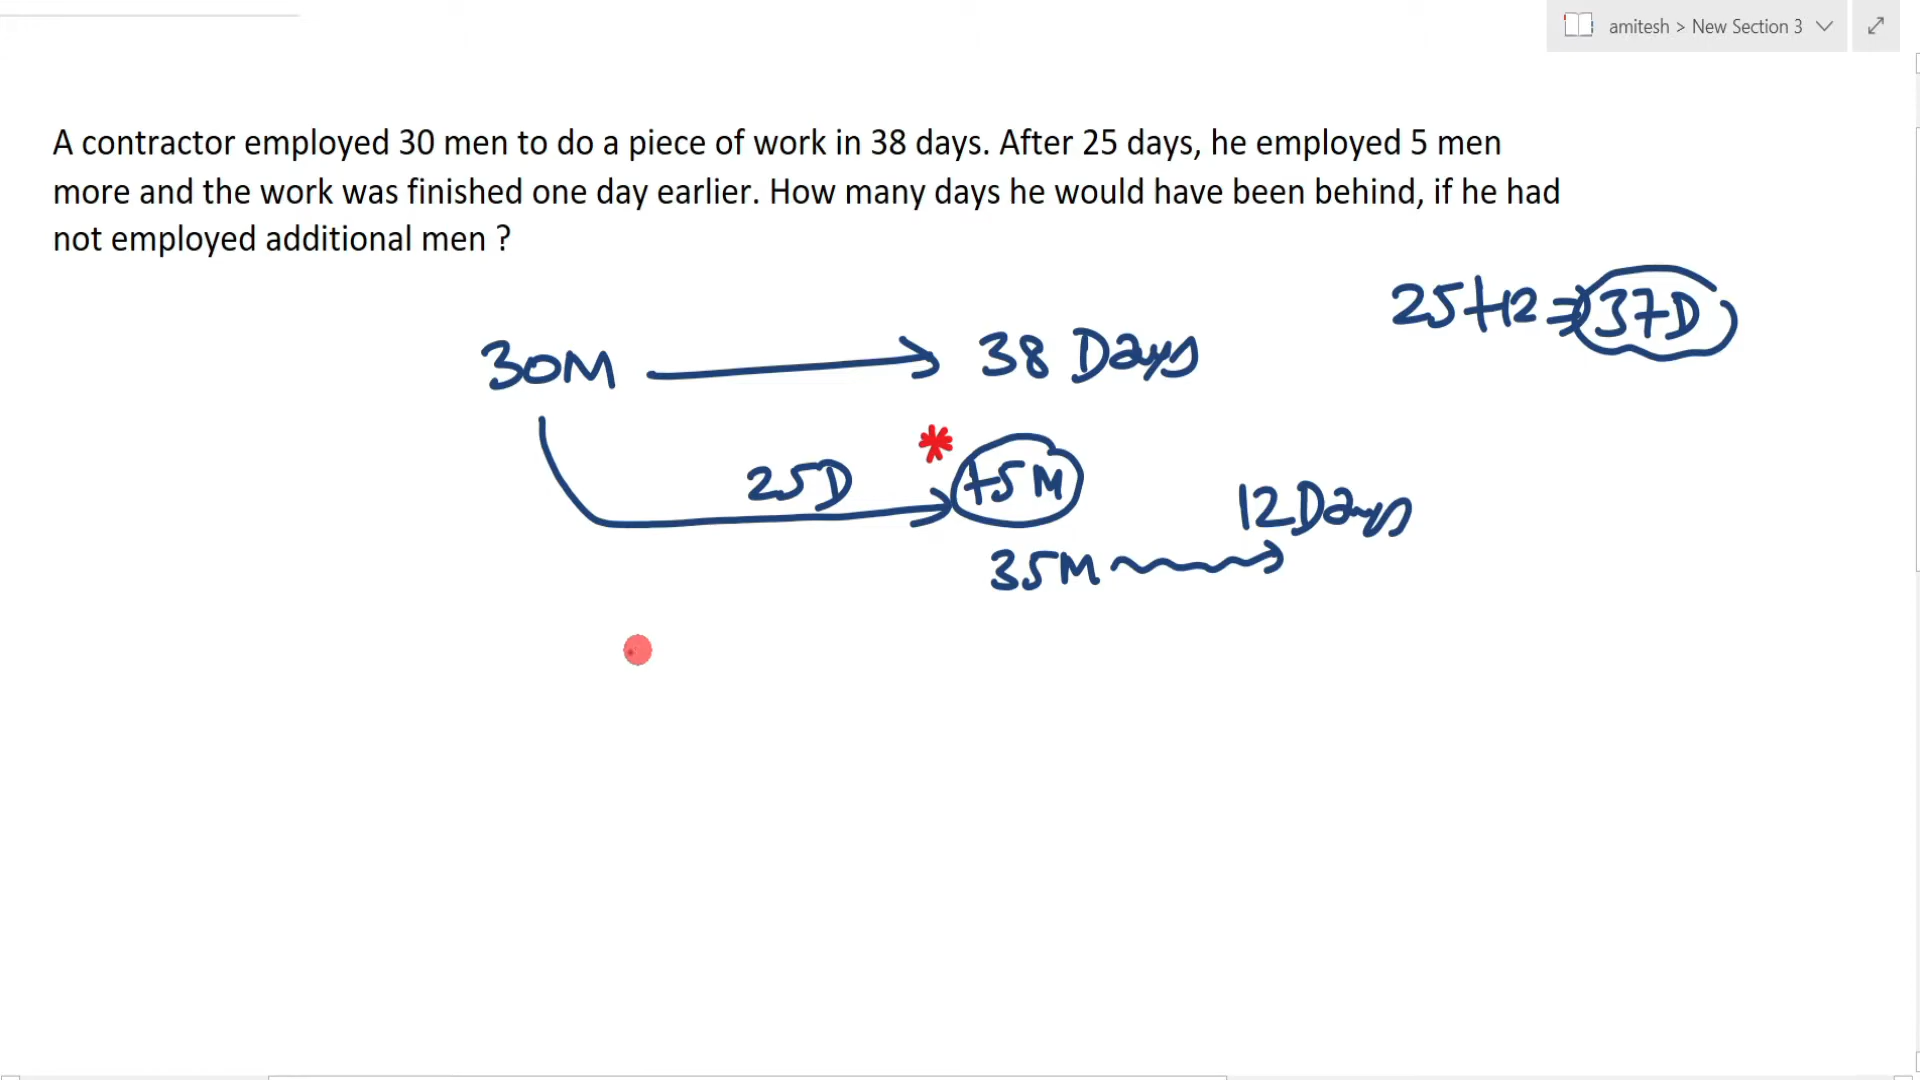 amitesh > New Section 3
A contractor employed 30 men to do a piece of work in 38 days. After 25 days, he employed 5 men
more and the work was finished one day earlier. How many days he would have been behind, if he had
not employed additional men ?
25+12 ⇒ 37D
30M → 38 Days
* 
25D → +5M
12 Days
35M →